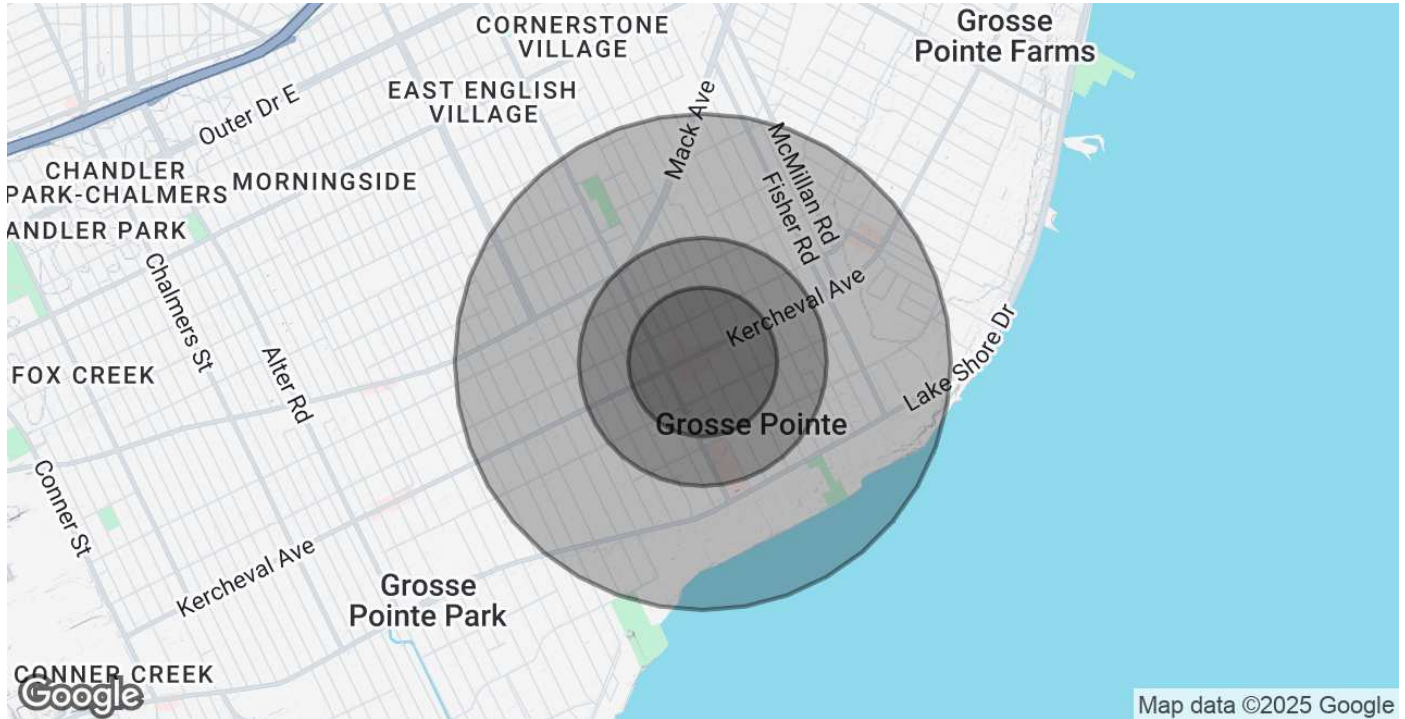 CORNERSTONE
VILLAGE
Grosse
Pointe Farms
EAST ENGLISH
VILLAGE
Outer Dr E
Mack Ave
CHANDLER
PARK-CHALMERS
MORNINGSIDE
McMillan Rd
Fisher Rd
ANDLER PARK
Chalmers St
Kercheval Ave
Lake Shore Dr
FOX CREEK
Alter Rd
Grosse Pointe
Conner St
Kercheval Ave
Grosse
Pointe Park
CONNER CREEK
Google
Map data ©2025 Google